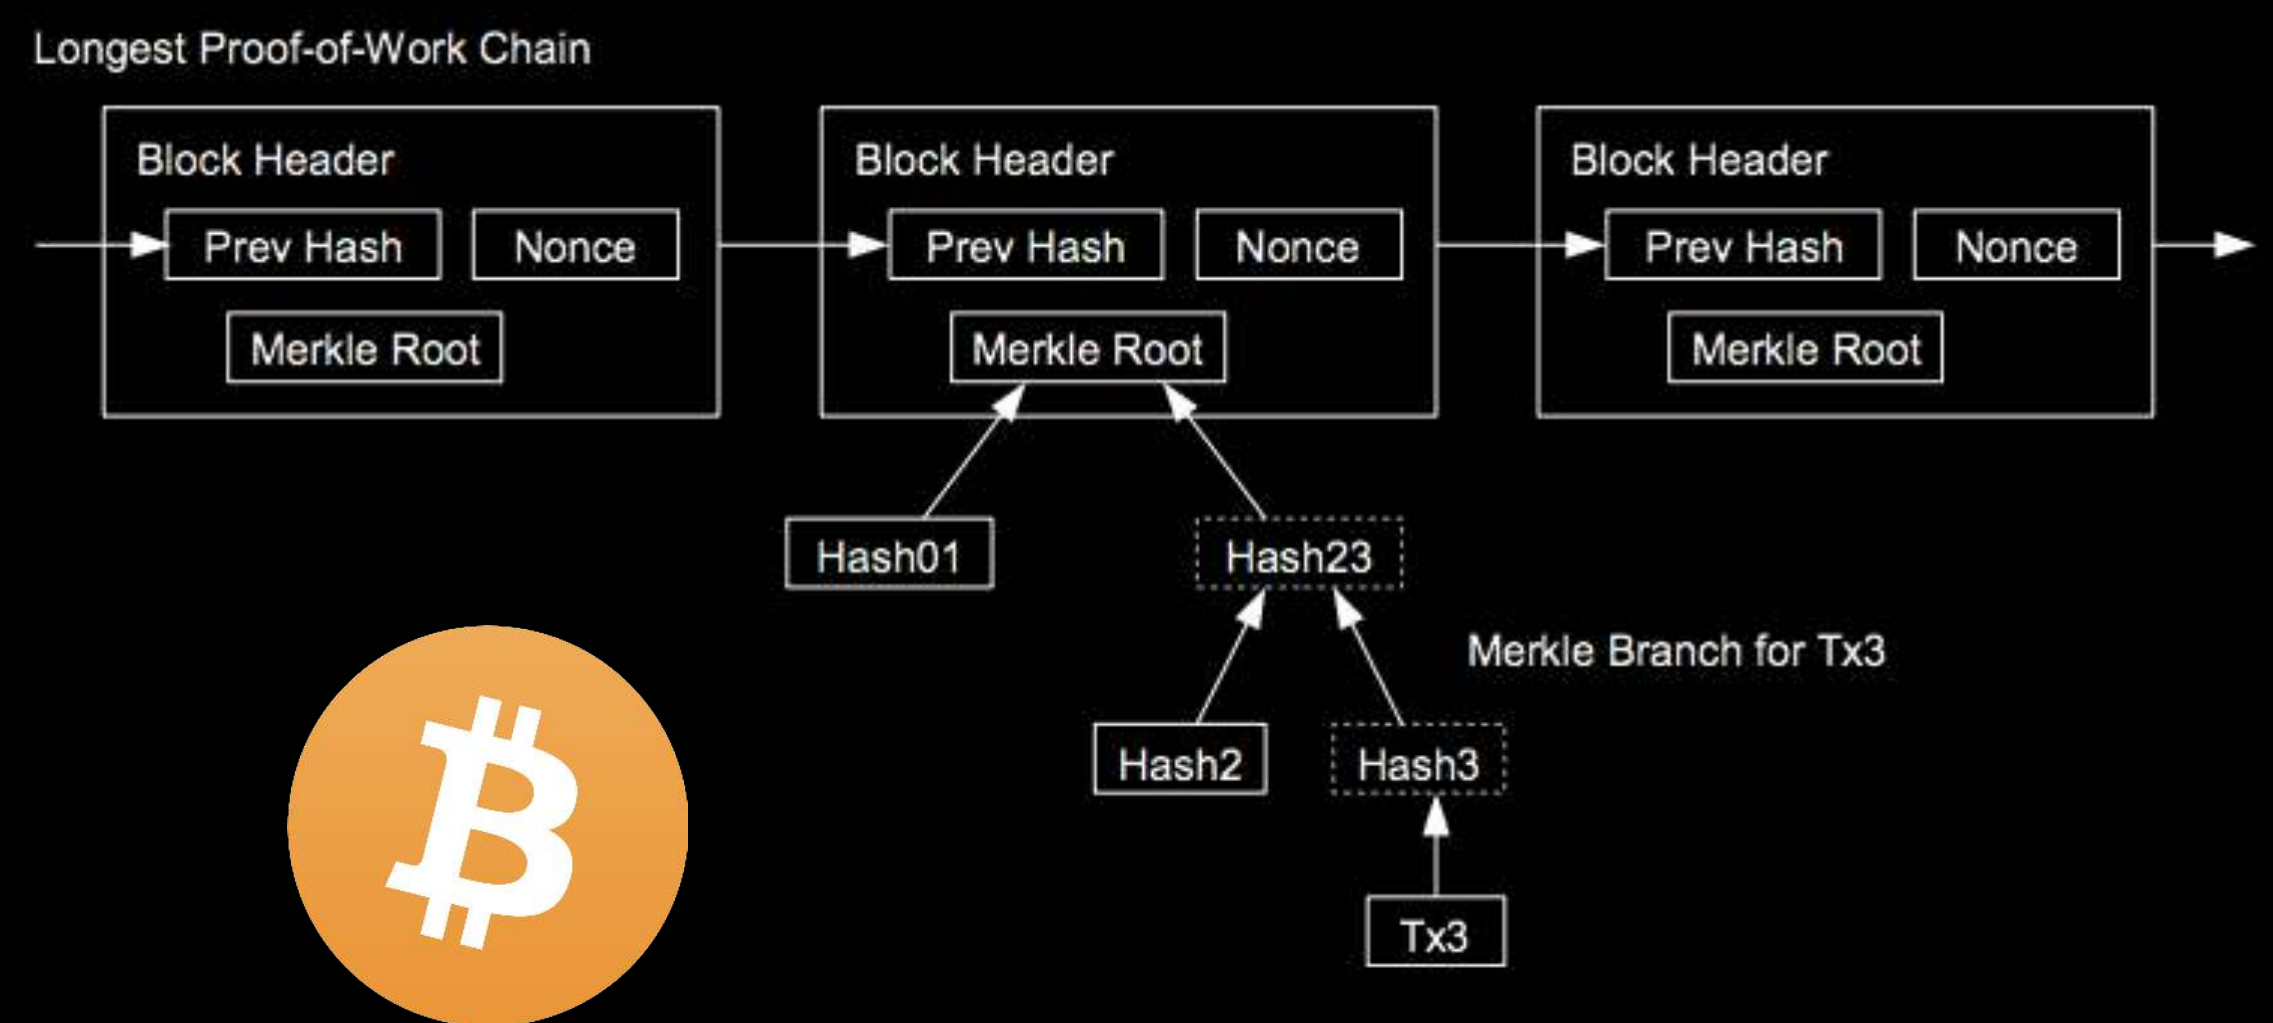 Longest Proof-of-Work Chain
Block Header
Block Header
Block Header
Prev Hash
Nonce
Prev Hash
Nonce
Prev Hash
Nonce
Merkle Root
Merkle Root
Merkle Root
Hash01
Hash23
Merkle Branch for Tx3
Hash2
Hash3
Tx3